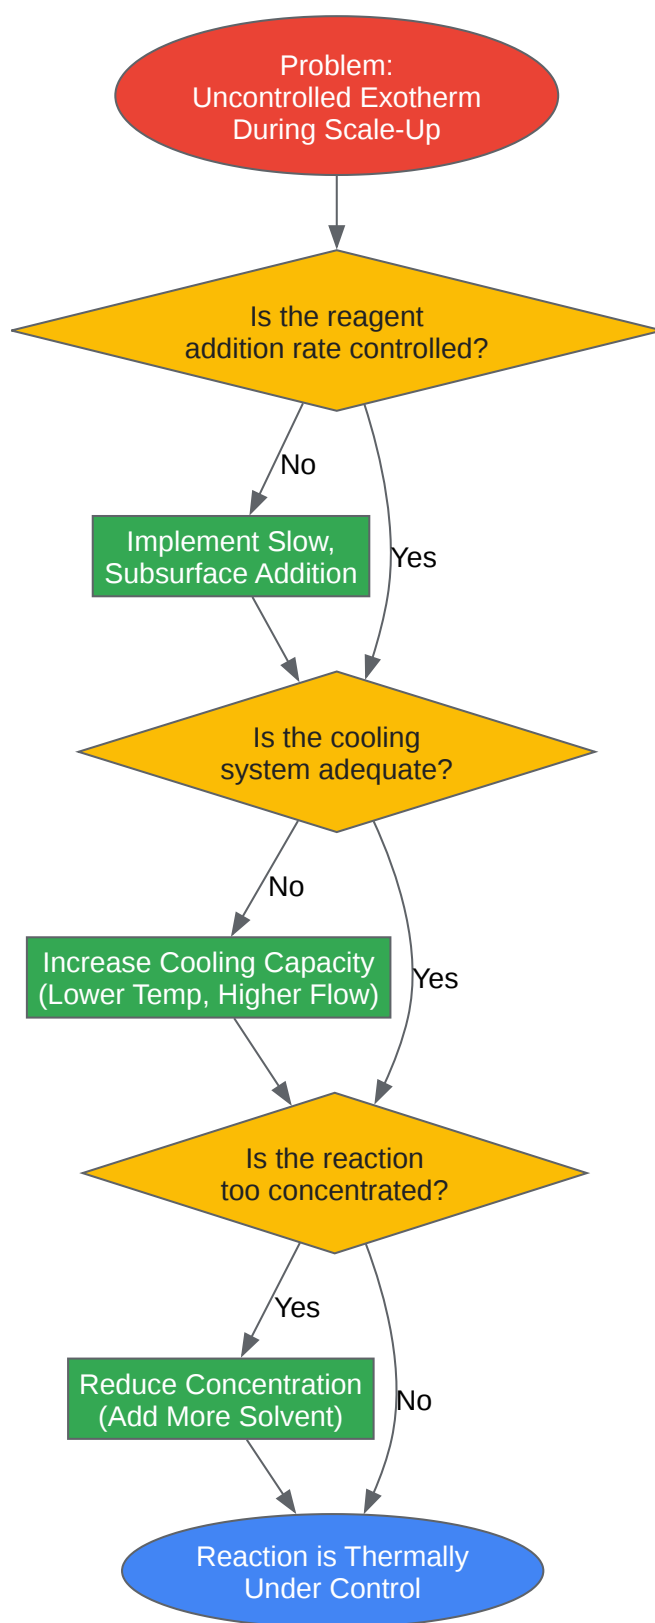 Problem:
Uncontrolled Exotherm
During Scale-Up
Is the reagent
addition rate controlled?
No
Implement Slow,
Subsurface Addition
Yes
Is the cooling
system adequate?
No
Increase Cooling Capacity
(Lower Temp, Higher Flow)
Yes
Is the reaction
too concentrated?
Yes
Reduce Concentration
(Add More Solvent)
No
Reaction is Thermally
Under Control